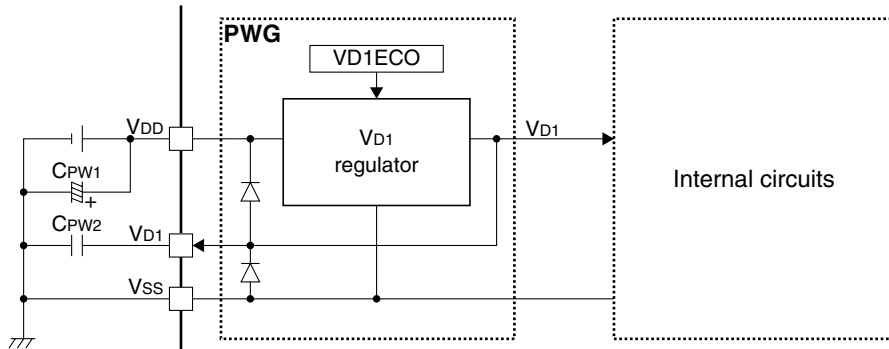 PWG
VD1ECO
VDD
VD1
regulator
VD1
Internal circuits
CPW1
+
CPW2
VD1
VSS